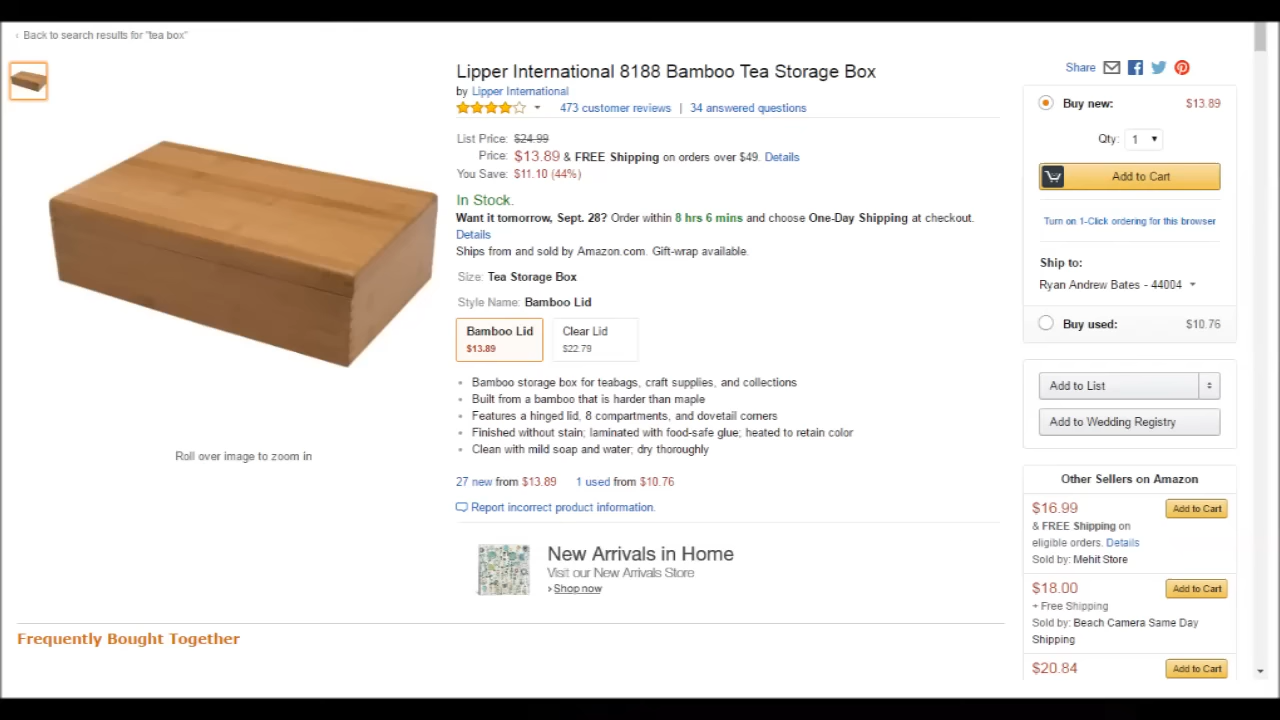 ‹ Back to search results for "tea box"
Lipper International 8188 Bamboo Tea Storage Box
by Lipper International
473 customer reviews | 34 answered questions
List Price: $24.99
Price: $13.89 & FREE Shipping on orders over $49. Details
You Save: $11.10 (44%)
In Stock.
Want it tomorrow, Sept. 28? Order within 8 hrs 6 mins and choose One-Day Shipping at checkout.
Details
Ships from and sold by Amazon.com. Gift-wrap available.
Size: Tea Storage Box
Style Name: Bamboo Lid
Bamboo Lid
$13.89
Clear Lid
$22.79
• Bamboo storage box for teabags, craft supplies, and collections
• Built from a bamboo that is harder than maple
• Features a hinged lid, 8 compartments, and dovetail corners
• Finished without stain; laminated with food-safe glue; heated to retain color
• Clean with mild soap and water; dry thoroughly
Roll over image to zoom in
27 new from $13.89 1 used from $10.76
Report incorrect product information.
New Arrivals in Home
Visit our New Arrivals Store
› Shop now
Frequently Bought Together
Share
Buy new: $13.89
Qty: 1
Add to Cart
Turn on 1-Click ordering for this browser
Ship to:
Ryan Andrew Bates - 44004
Buy used: $10.76
Add to List
Add to Wedding Registry
Other Sellers on Amazon
$16.99 Add to Cart
& FREE Shipping on
eligible orders. Details
Sold by: Mehit Store
$18.00 Add to Cart
+ Free Shipping
Sold by: Beach Camera Same Day
Shipping
$20.84 Add to Cart